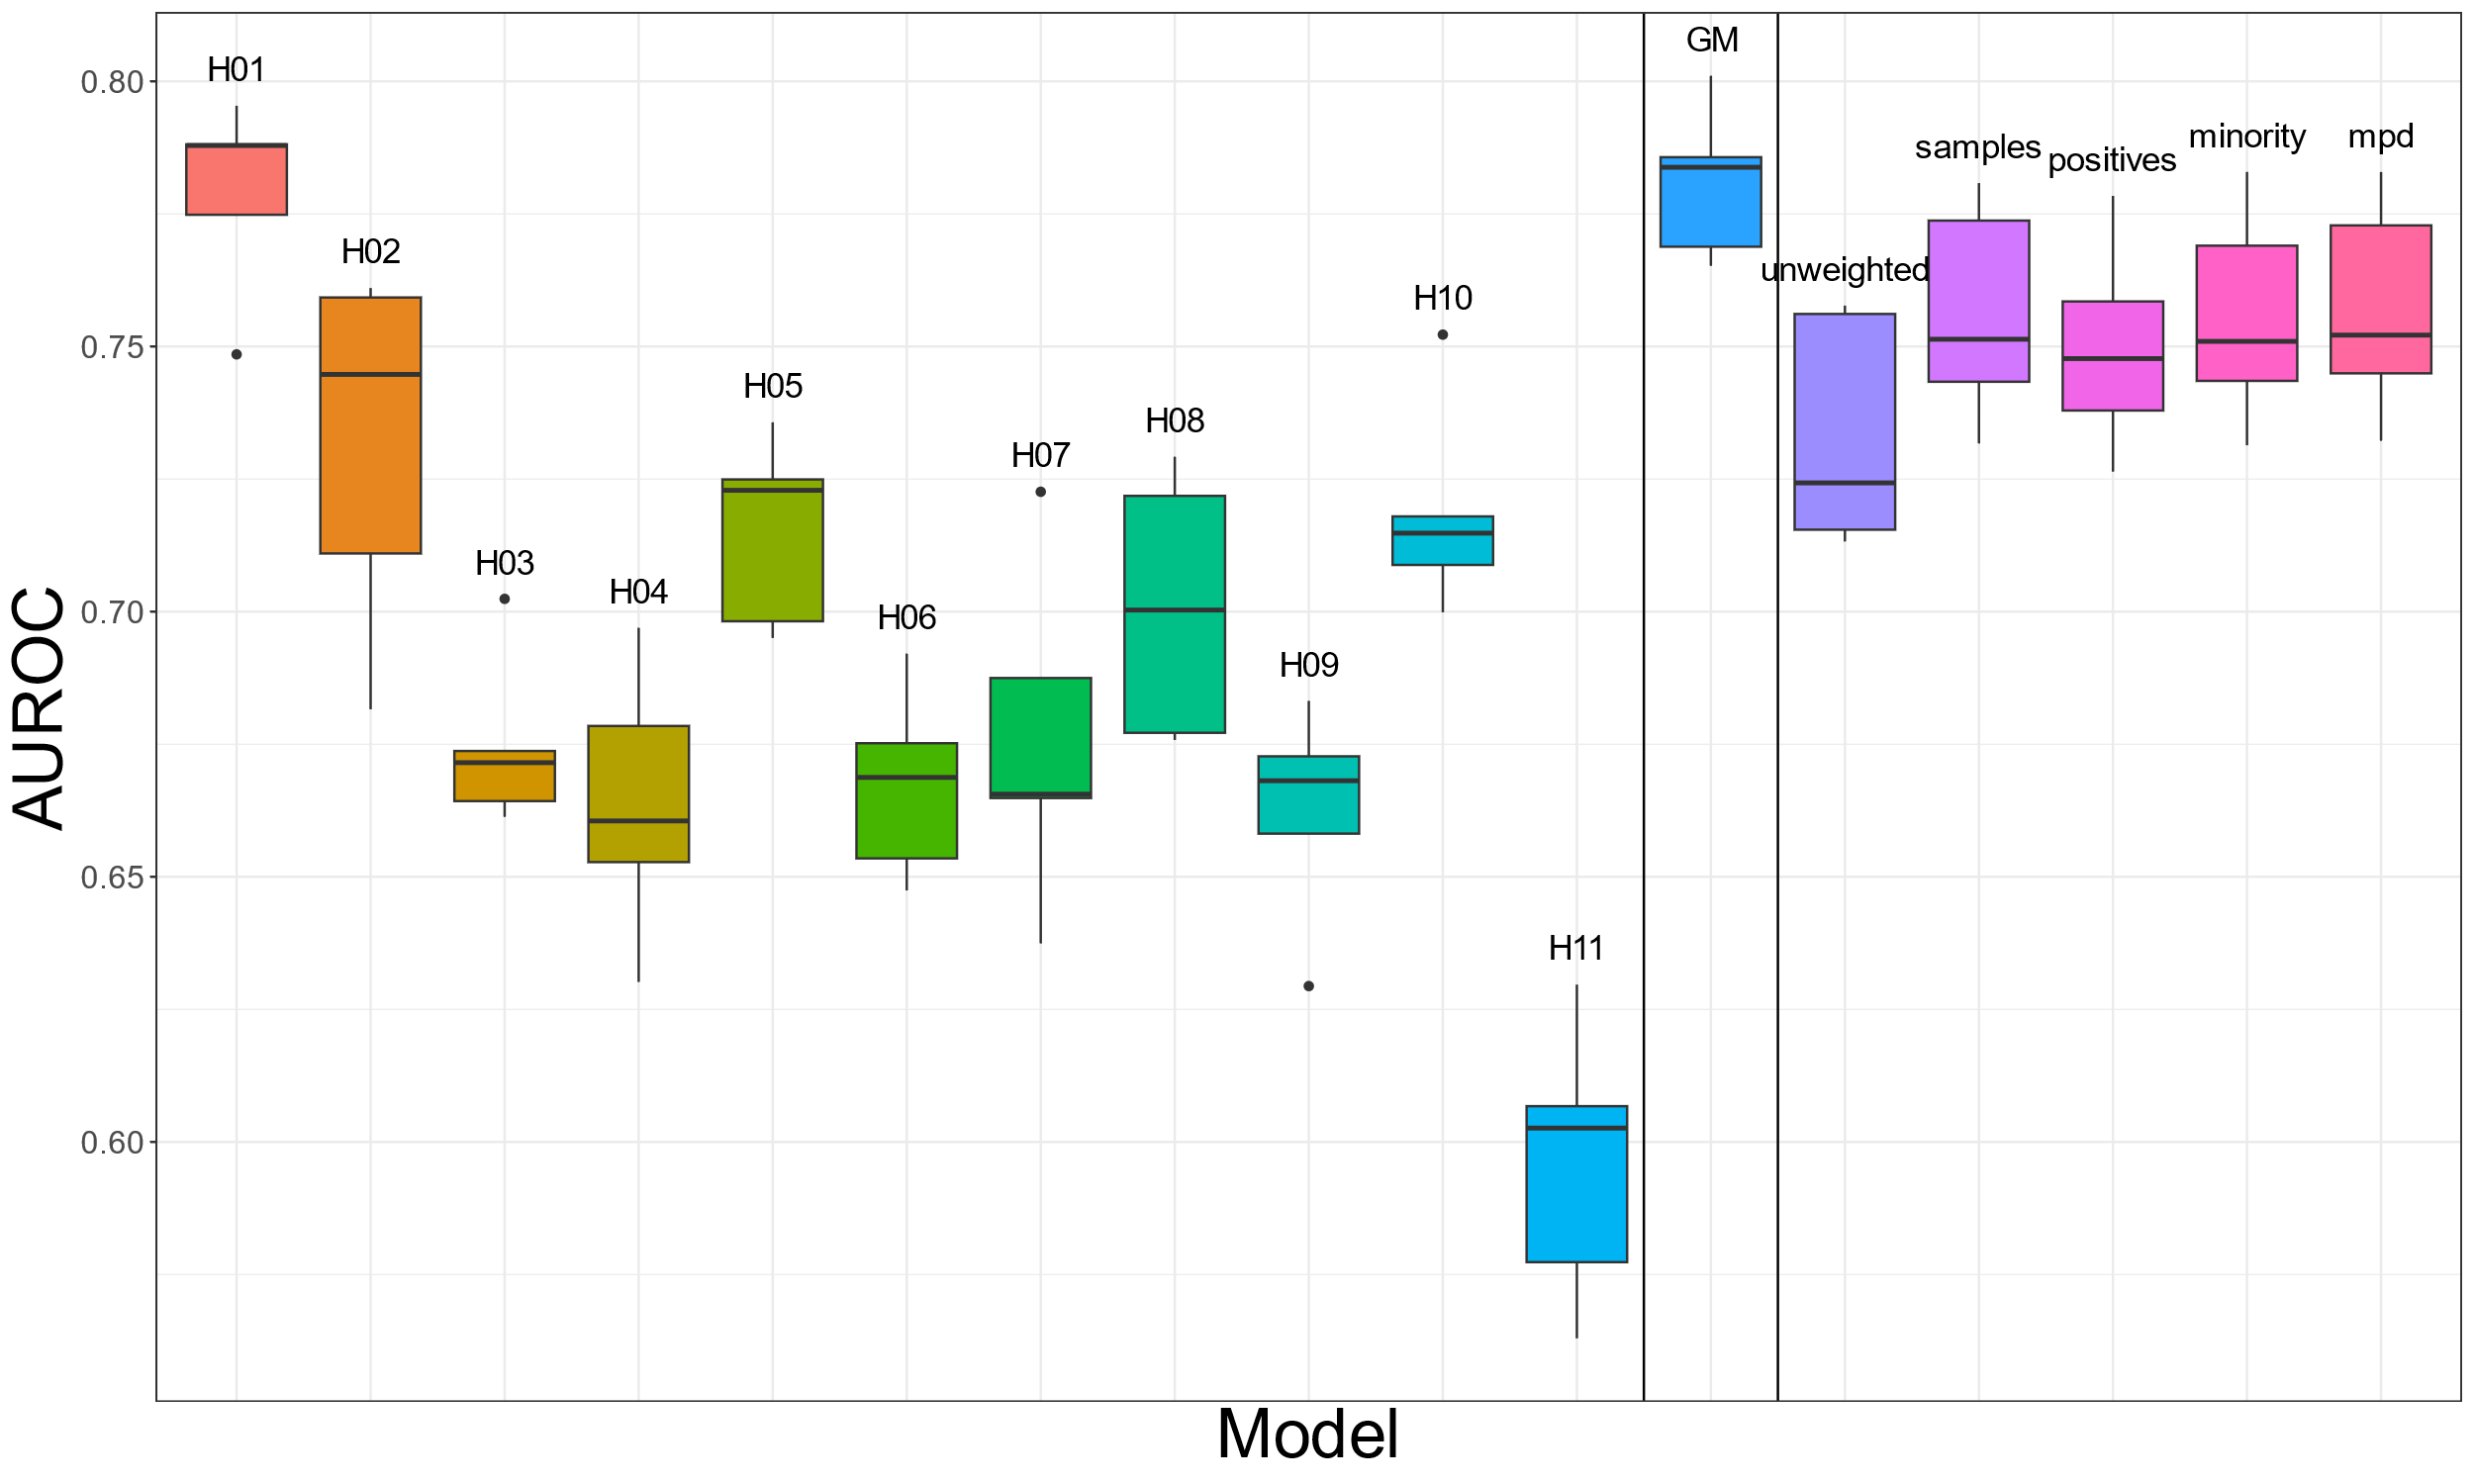 AUROC
0.80
0.75
0.70
0.65
0.60
H01
H02
H03
H04
H05
H06
H07
H08
H09
H10
H11
GM
unweighted
samples
positives
minority
mpd
Model